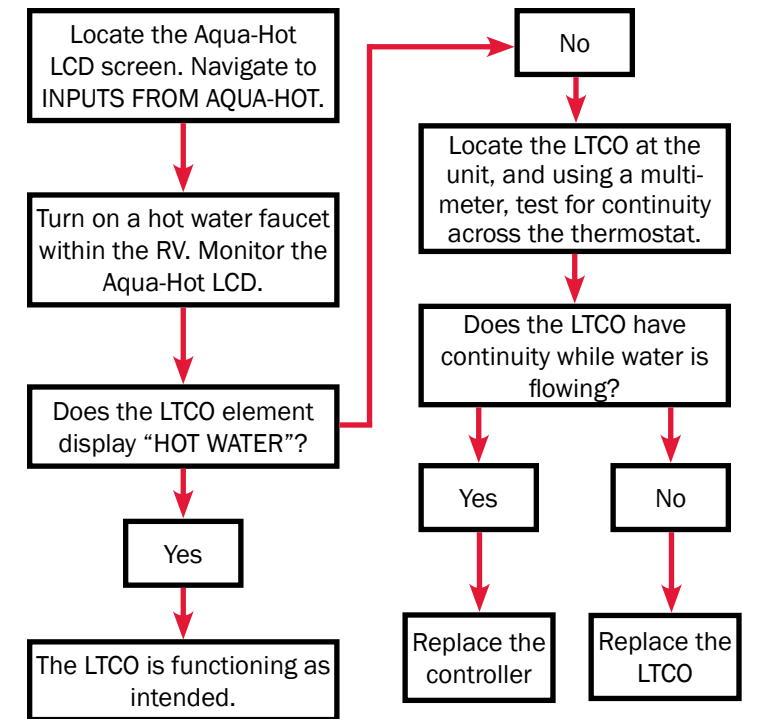 Locate the Aqua-Hot
LCD screen. Navigate to
INPUTS FROM AQUA-HOT.
Turn on a hot water faucet
within the RV. Monitor the
Aqua-Hot LCD.
Does the LTCO element
display “HOT WATER”?
Yes
The LTCO is functioning as
intended.
No
Locate the LTCO at the
unit, and using a multi-
meter, test for continuity
across the thermostat.
Does the LTCO have
continuity while water is
flowing?
Yes
Replace the
controller
No
Replace the
LTCO